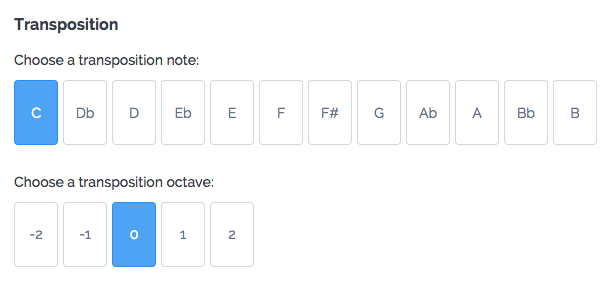 Transposition
Choose a transposition note:
C Db D Eb E F F# G Ab A Bb B
Choose a transposition octave:
-2 -1 0 1 2